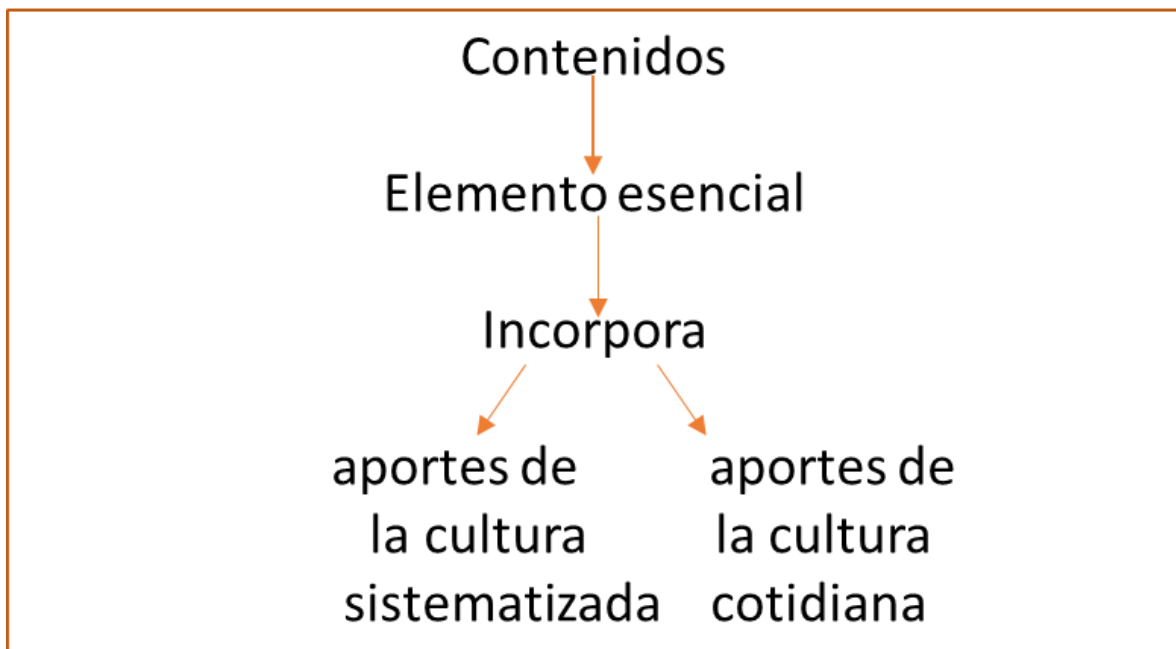 Contenidos
Elemento esencial
Incorpora
aportes de
la cultura
sistematizada
aportes de
la cultura
cotidiana